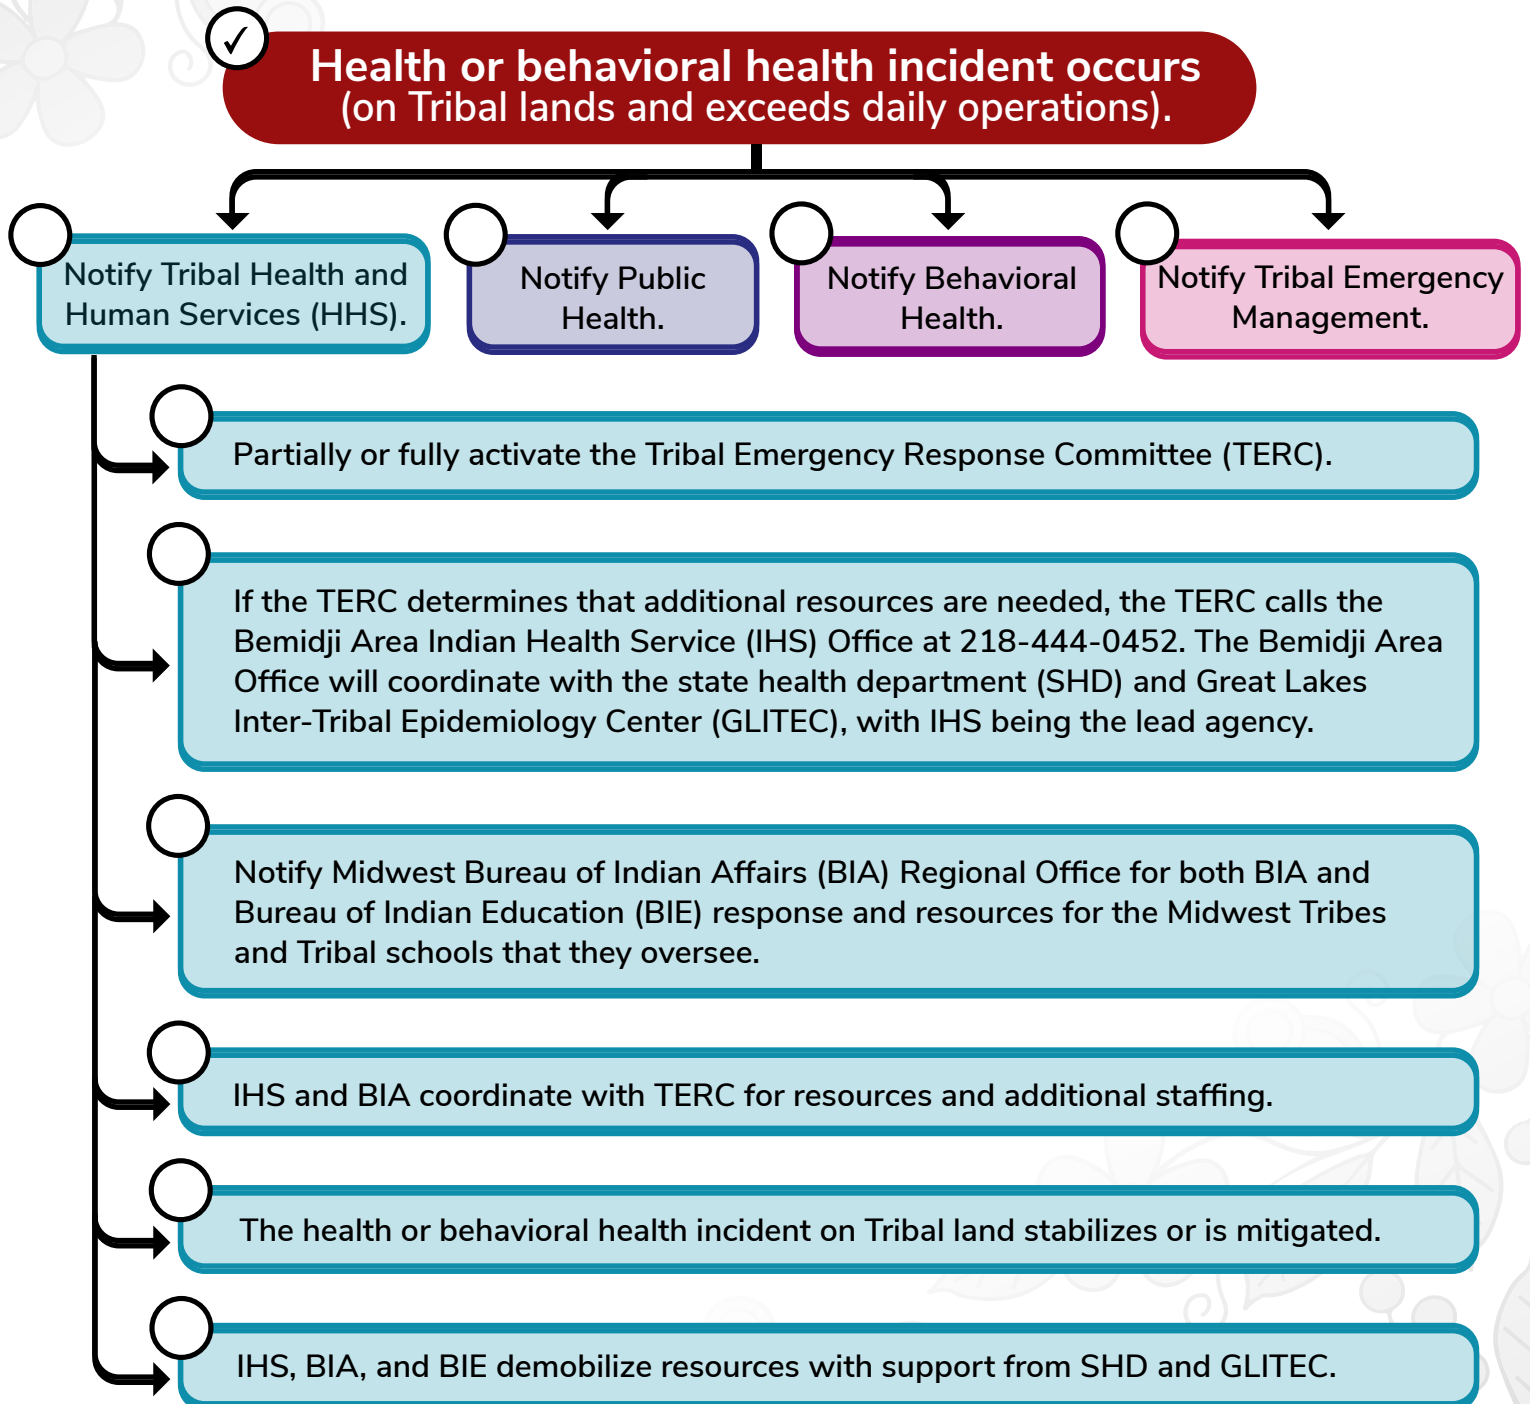 ✓
Health or behavioral health incident occurs
(on Tribal lands and exceeds daily operations).
Notify Tribal Health and
Human Services (HHS).
Notify Public
Health.
Notify Behavioral
Health.
Notify Tribal Emergency
Management.
Partially or fully activate the Tribal Emergency Response Committee (TERC).
If the TERC determines that additional resources are needed, the TERC calls the
Bemidji Area Indian Health Service (IHS) Office at 218-444-0452. The Bemidji Area
Office will coordinate with the state health department (SHD) and Great Lakes
Inter-Tribal Epidemiology Center (GLITEC), with IHS being the lead agency.
Notify Midwest Bureau of Indian Affairs (BIA) Regional Office for both BIA and
Bureau of Indian Education (BIE) response and resources for the Midwest Tribes
and Tribal schools that they oversee.
IHS and BIA coordinate with TERC for resources and additional staffing.
The health or behavioral health incident on Tribal land stabilizes or is mitigated.
IHS, BIA, and BIE demobilize resources with support from SHD and GLITEC.